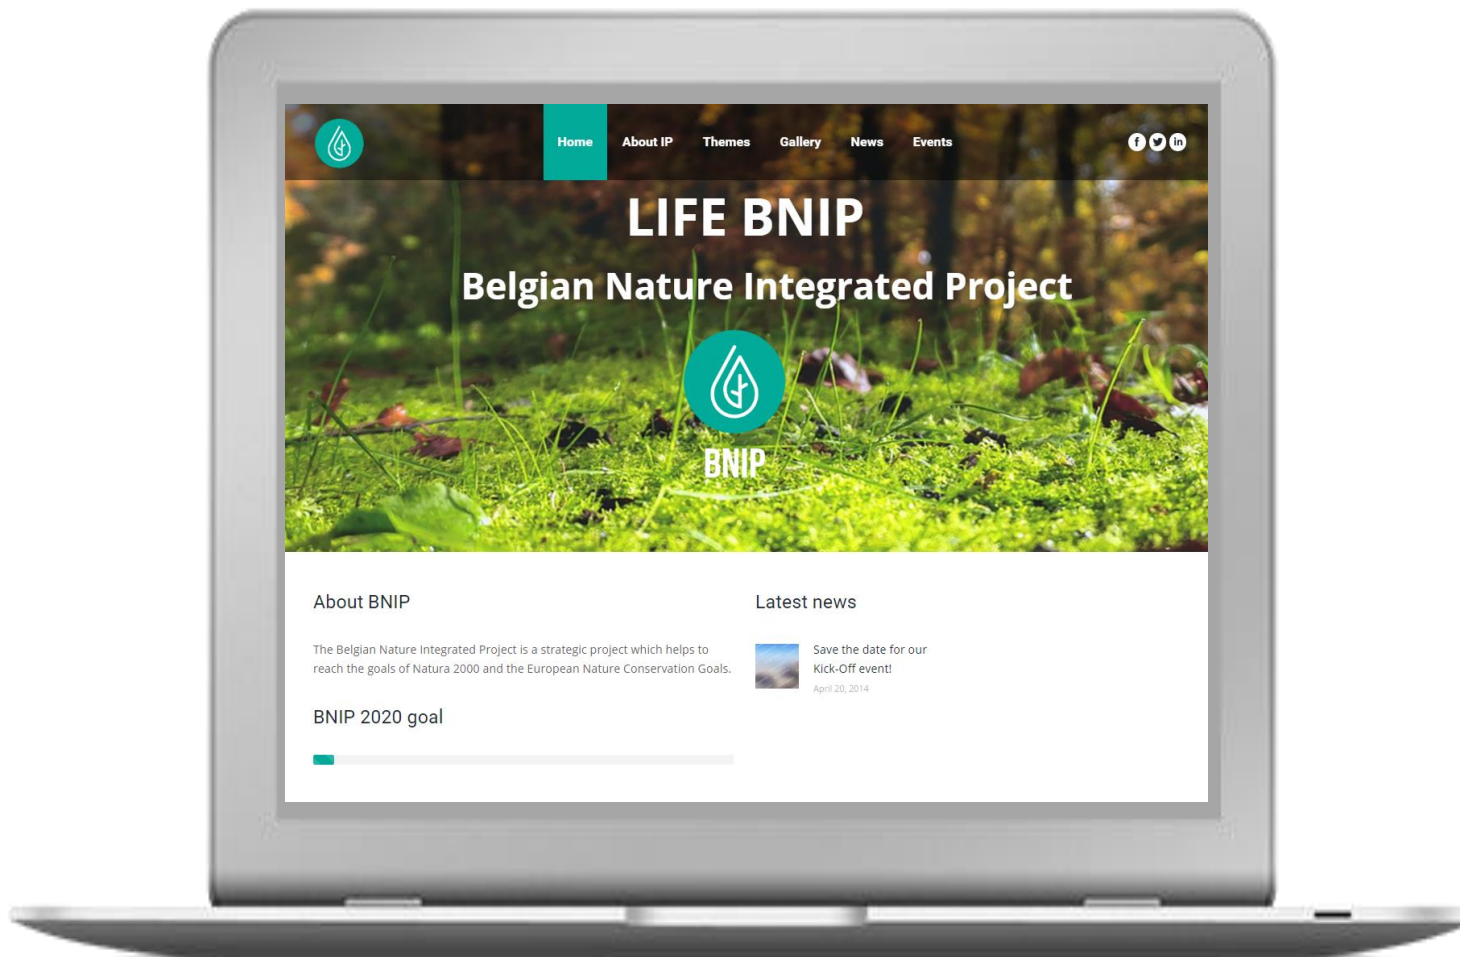 Home About IP Themes Gallery News Events
LIFE BNIP
Belgian Nature Integrated Project
BNIP
About BNIP
The Belgian Nature Integrated Project is a strategic project which helps to
reach the goals of Natura 2000 and the European Nature Conservation Goals.
BNIP 2020 goal
Latest news
Save the date for our
Kick-Off event!
April 20, 2014